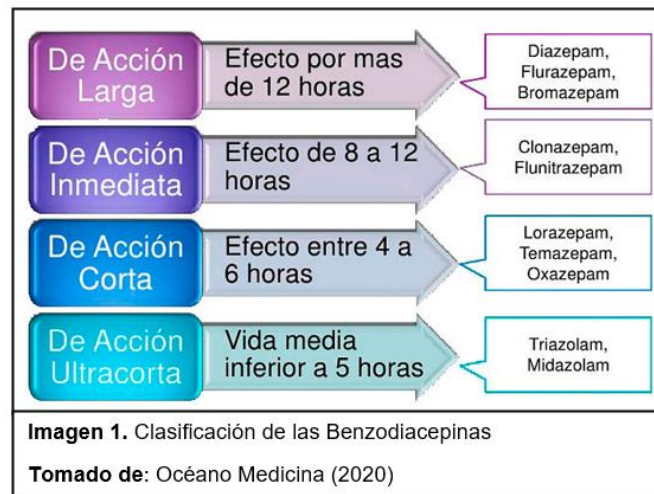 De Acción
Larga
Efecto por mas
de 12 horas
Diazepam,
Flurazepam,
Bromazepam
De Acción
Inmediata
Efecto de 8 a 12
horas
Clonazepam,
Flunitrazepam
De Acción
Corta
Efecto entre 4 a
6 horas
Lorazepam,
Temazepam,
Oxazepam
De Acción
Ultracorta
Vida media
inferior a 5 horas
Triazolam,
Midazolam
Imagen 1. Clasificación de las Benzodiacepinas
Tomado de: Océano Medicina (2020)